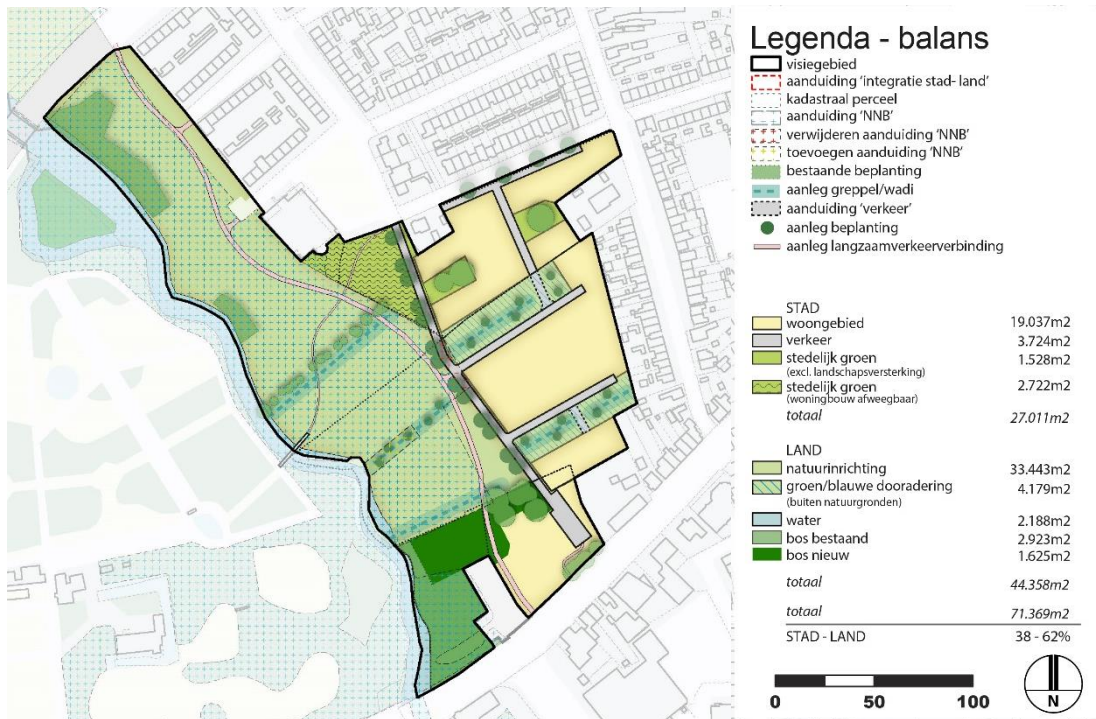 Legenda - balans
visiegebied
aanduiding 'integratie stad- land'
kadastraal perceel
aanduiding 'NNB'
verwijderen aanduiding 'NNB'
toevoegen aanduiding 'NNB'
bestaande beplanting
aanleg greppel/wadi
aanduiding 'verkeer'
aanleg beplanting
aanleg langzaamverkeerverbinding
STAD
woongebied 19.037m2
verkeer 3.724m2
stedelijk groen 1.528m2
(excl. landschapsversterking)
stedelijk groen 2.722m2
(woningbouw afweegbaar)
totaal 27.011m2
LAND
natuurinrichting 33.443m2
groen/blauwe dooradering 4.179m2
(buiten natuurgronden)
water 2.188m2
bos bestaand 2.923m2
bos nieuw 1.625m2
totaal 44.358m2
totaal 71.369m2
STAD - LAND 38 - 62%
0 50 100
N